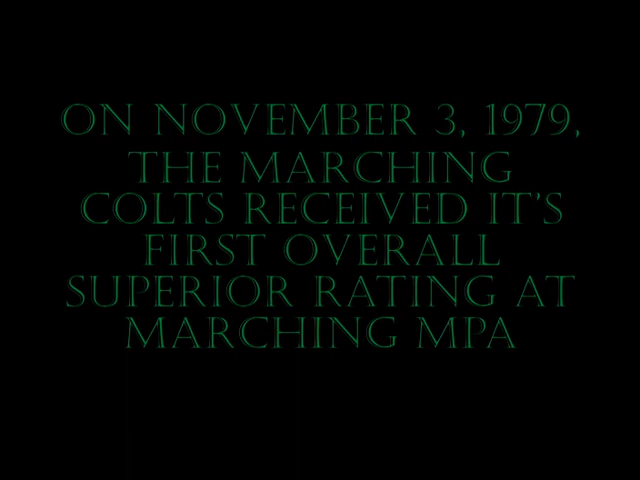 ON NOVEMBER 3, 1979,
THE MARCHING
COLTS RECEIVED IT'S
FIRST OVERALL
SUPERIOR RATING AT
MARCHING MPA